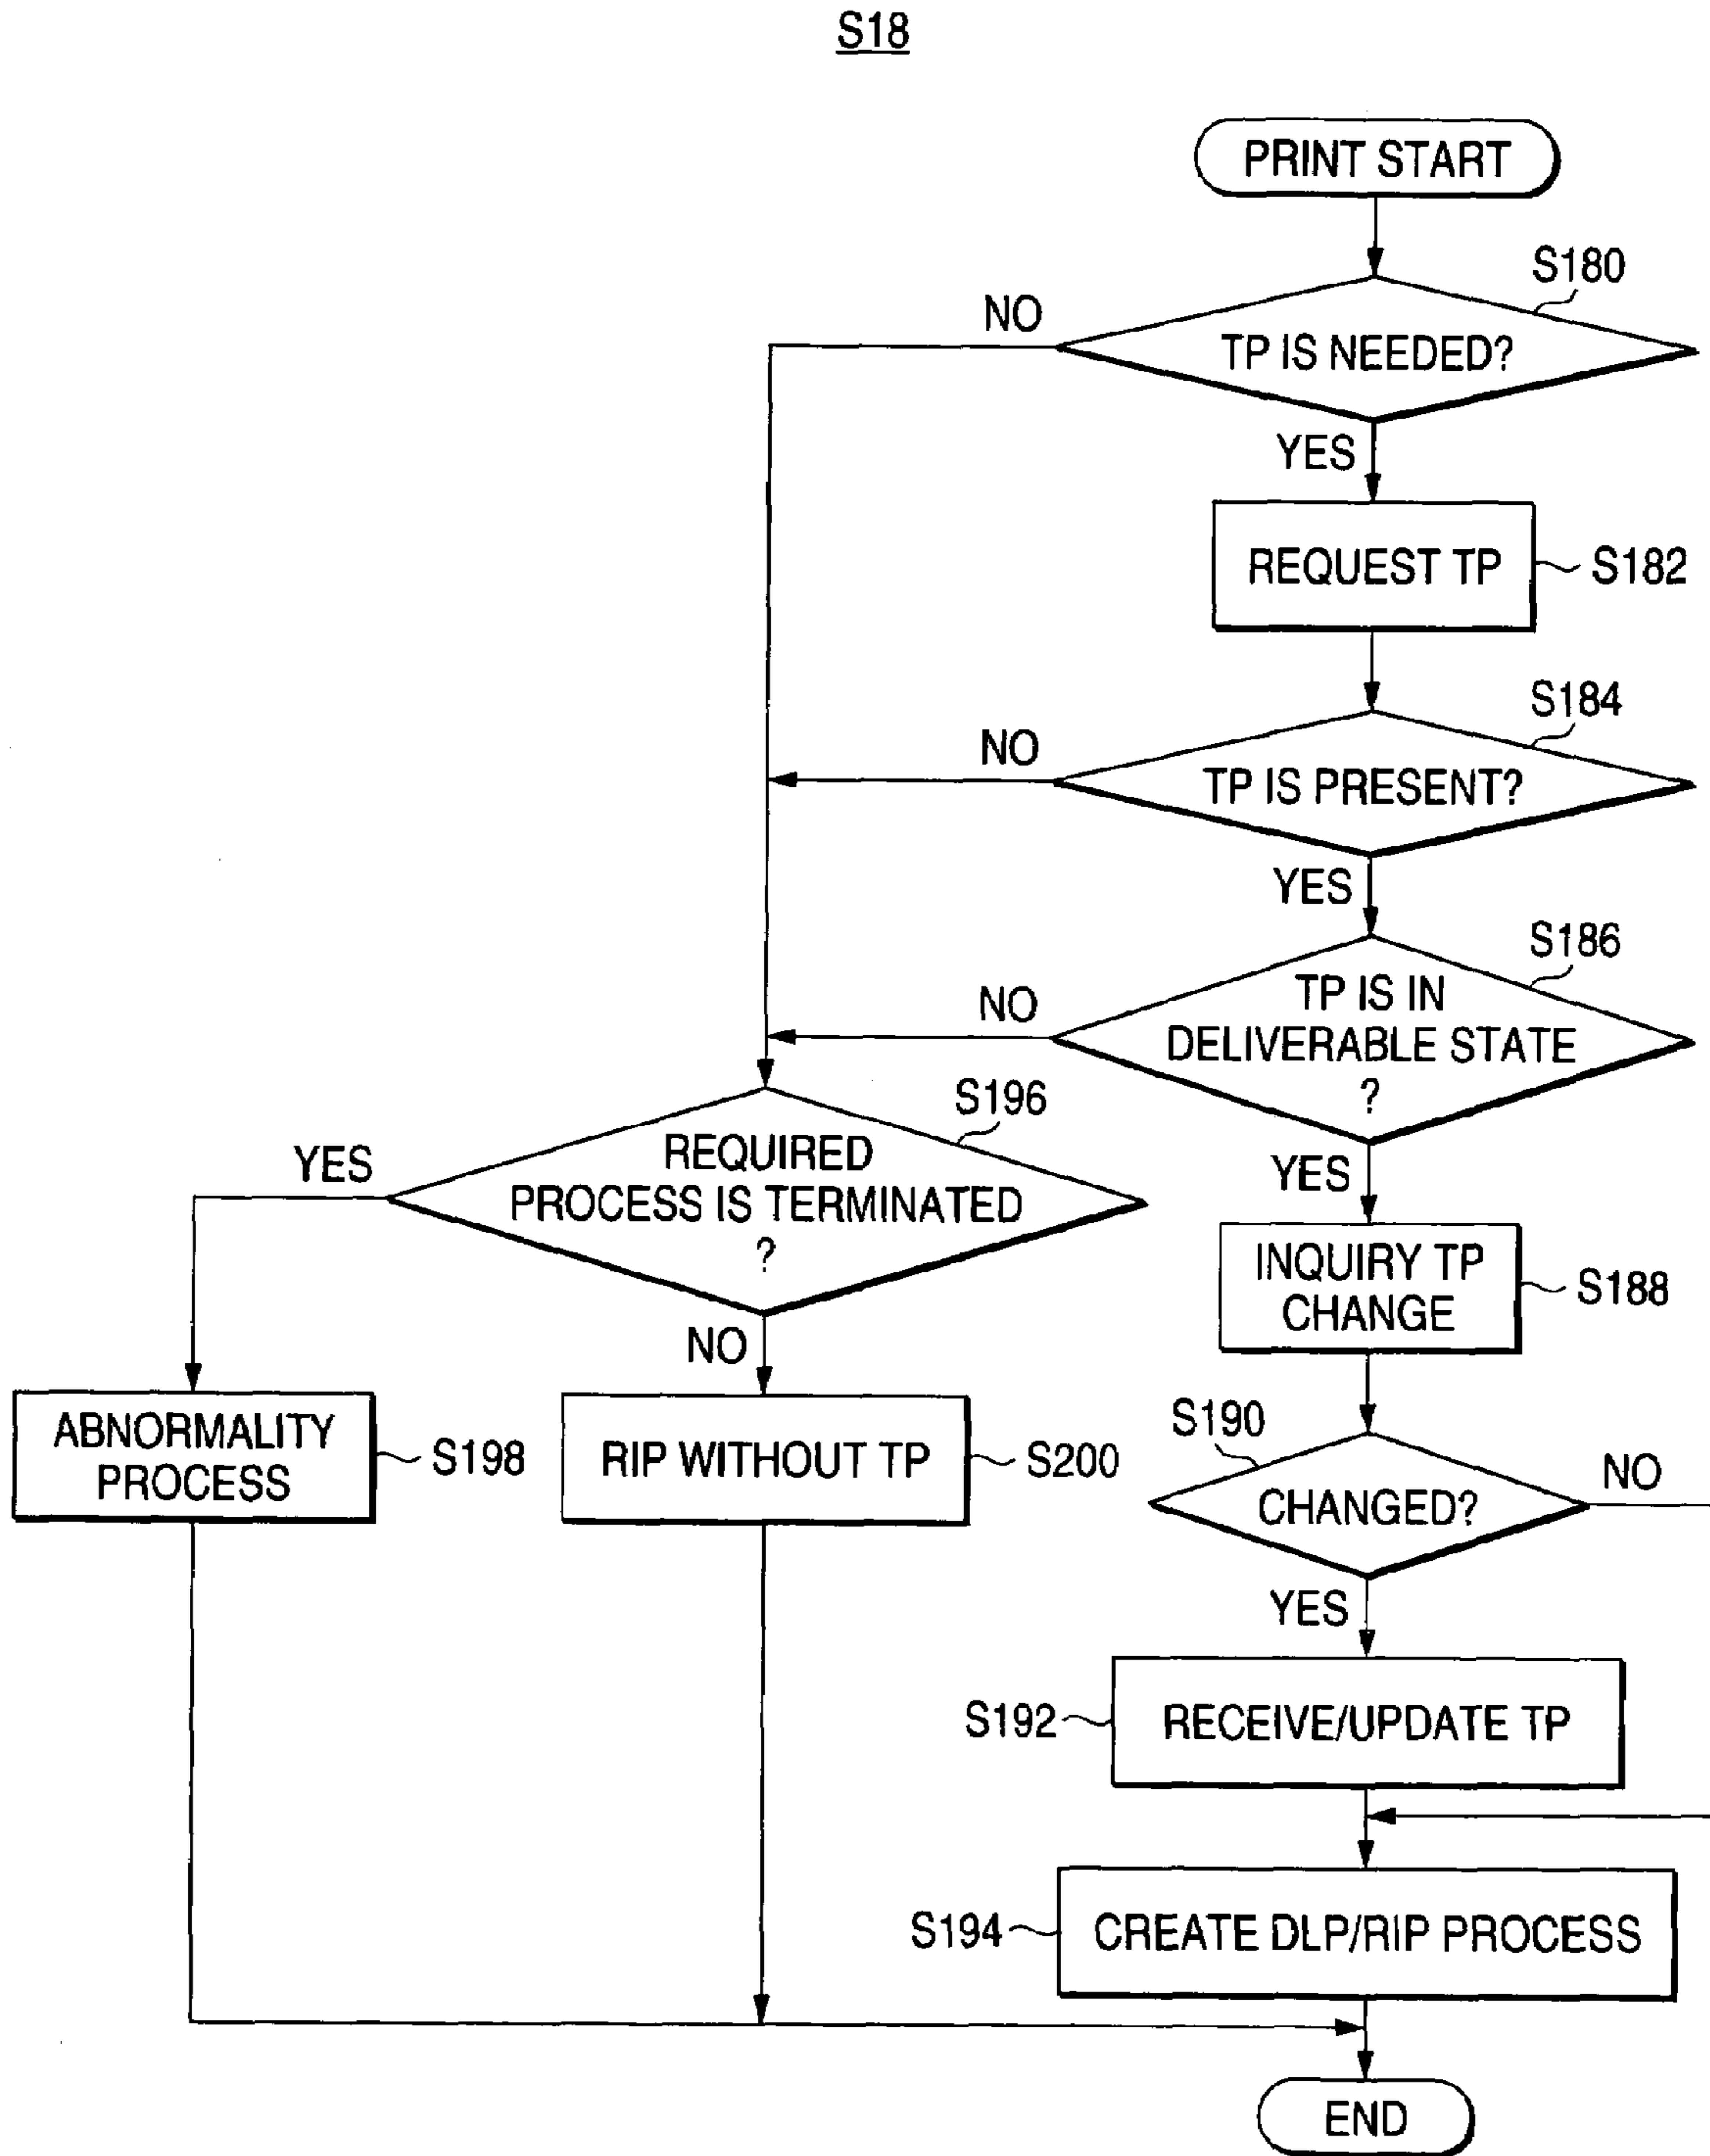 S18
PRINT START
S180
NO
TP IS NEEDED?
YES
REQUEST TP
S182
S184
NO
TP IS PRESENT?
YES
S186
NO
TP IS IN
DELIVERABLE STATE
?
S196
YES
REQUIRED
PROCESS IS TERMINATED
?
YES
INQUIRY TP
CHANGE
S188
NO
ABNORMALITY
PROCESS
S198
RIP WITHOUT TP
S200
S190
NO
CHANGED?
YES
S192
RECEIVE/UPDATE TP
S194
CREATE DLP/RIP PROCESS
END